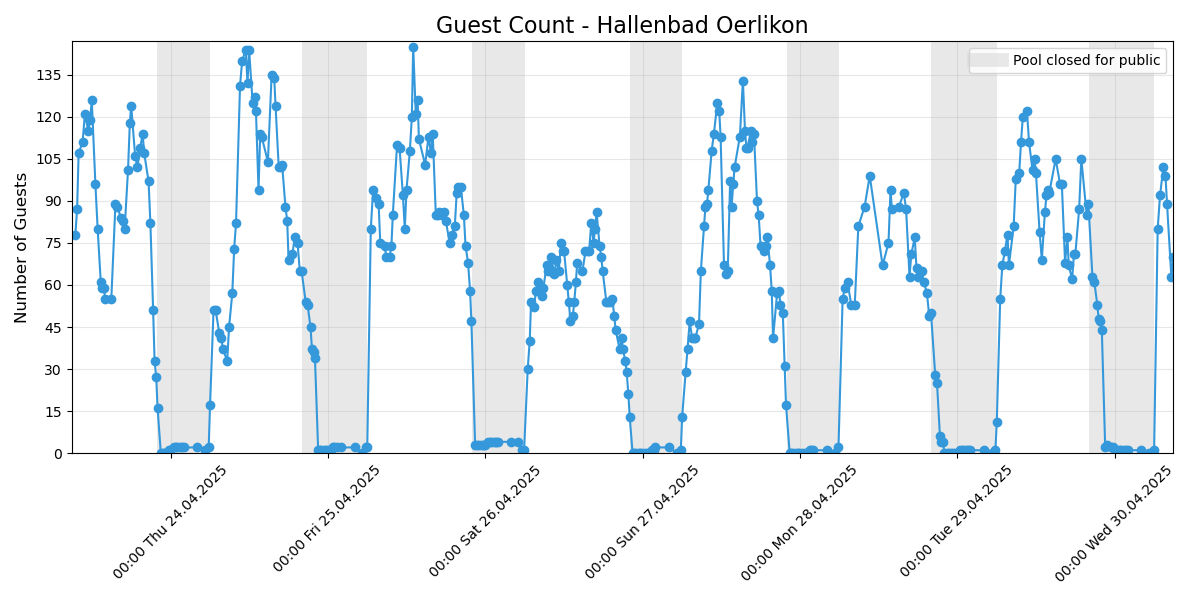 Guest Count - Hallenbad Oerlikon
Pool closed for public
Number of Guests
135
120
105
90
75
60
45
30
15
0
00:00 Thu 24.04.2025
00:00 Fri 25.04.2025
00:00 Sat 26.04.2025
00:00 Sun 27.04.2025
00:00 Mon 28.04.2025
00:00 Tue 29.04.2025
00:00 Wed 30.04.2025